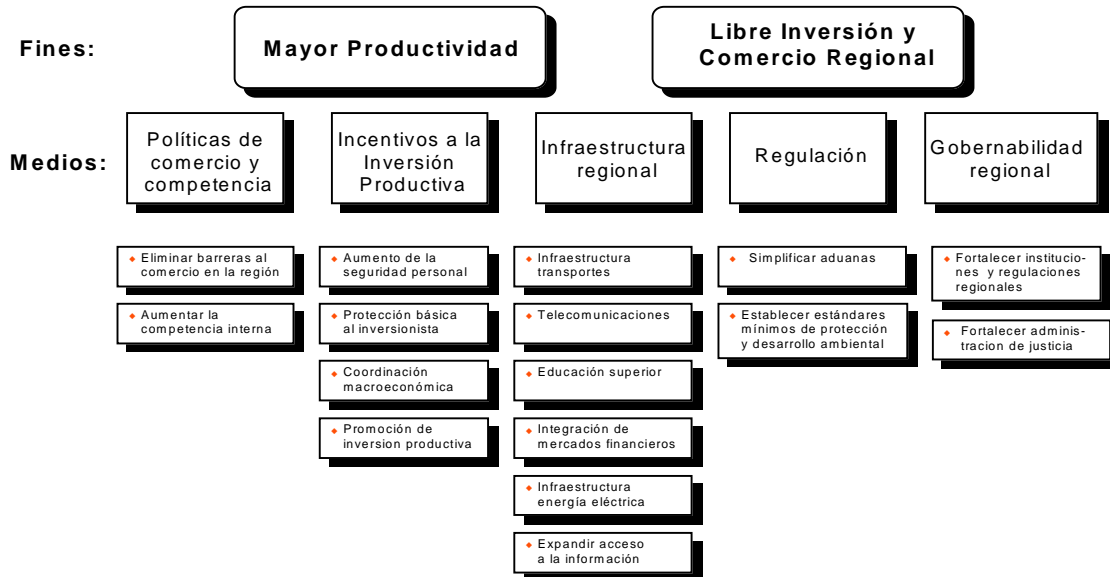 Fines:
Mayor Productividad
Libre Inversión y
Comercio Regional
Medios:
Políticas de
comercio y
competencia
Incentivos a la
Inversión
Productiva
Infraestructura
regional
Regulación
Gobernabilidad
regional
Eliminar barreras al
comercio en la región
Aumentar la
competencia interna
Aumento de la
seguridad personal
Protección básica
al inversionista
Coordinación
macroeconómica
Promoción de
inversion productiva
Infraestructura
transportes
Telecomunicaciones
Educación superior
Integración de
mercados financieros
Infraestructura
energía eléctrica
Expandir acceso
a la información
Simplificar aduanas
Establecer estándares
mínimos de protección
y desarrollo ambiental
Fortalecer institucio-
nes y regulaciones
regionales
Fortalecer adminis-
tracion de justicia